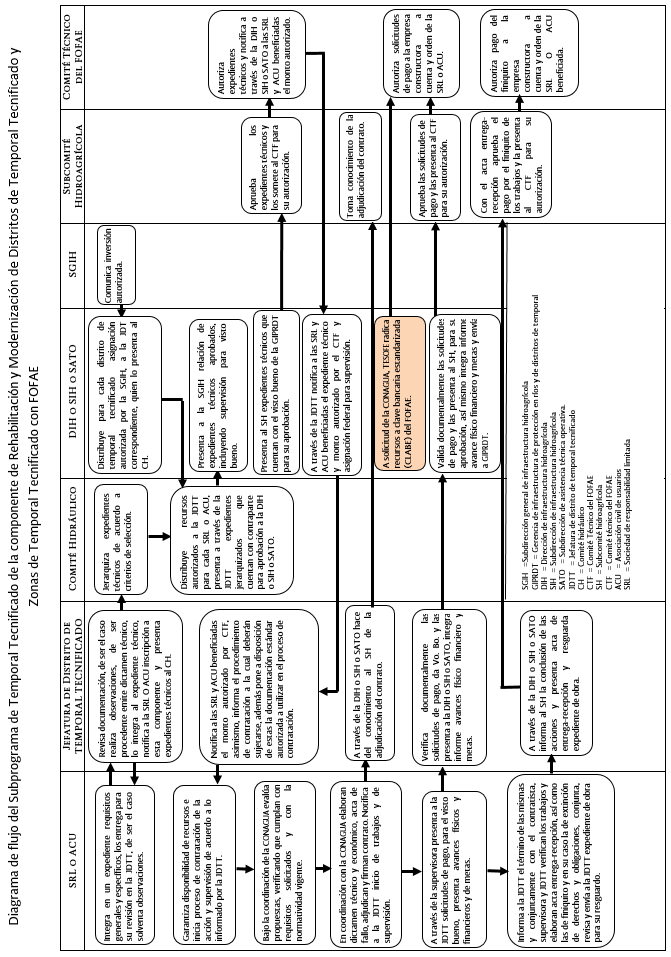 Diagrama de flujo del Subprograma de Temporal Tecnificado de la componente de Rehabilitación y Modernización de Distritos de Temporal Tecnificado y
Zonas de Temporal Tecnificado con FOFAE
SRL O ACU
JEFATURA DE DISTRITO DE
TEMPORAL TECNIFICADO
COMITÉ HIDRÁULICO
DIH O SIH O SATO
SGIH
SUBCOMITÉ
HIDROAGRÍCOLA
COMITÉ TÉCNICO
DEL FOFAE
Integra en un expediente requisitos
generales y específicos, los entrega para
su revisión en la JDTT, de ser el caso
solventa observaciones.
Revisa documentación, de ser el caso
realiza observaciones, de ser
procedente emite dictamen técnico,
lo integra al expediente técnico,
notifica a la SRL O ACU inscripción a
esta componente y presenta
expedientes técnicos al CH.
Jerarquiza expedientes
técnicos de acuerdo a
criterios de selección.
Distribuye para cada distrito de
temporal tecnificado asignación
autorizada por la SGIH, a la JDT
correspondiente, quien lo presenta al
CH.
Comunica inversión
autorizada.
Distribuye recursos
autorizados a la JDTT
para cada SRL o ACU,
presenta a través de la
JDTT expedientes
jerarquizados que
cuentan con contraparte
para aprobación a la DIH
o SIH o SATO.
Presenta a la SGIH relación de
expedientes técnicos aprobados,
incluyendo supervisión para visto
bueno.
Presenta al SH expedientes técnicos que
cuentan con el visto bueno de la GIPRDT
para su aprobación.
Aprueba los
expedientes técnicos y
los somete al CTF para
su autorización.
Autoriza expedientes
técnicos y notifica a
través de la DIH o
SIH o SATO a las SRL
y ACU beneficiadas
el monto autorizado.
A través de la JDTT notifica a las SRL y
ACU beneficiadas el expediente técnico
y monto autorizado por el CTF y
asignación federal para supervisión.
Notifica a las SRL y ACU beneficiadas
el monto autorizado por CTF,
asimismo, informa el procedimiento
de contratación a la cual deberán
sujetarse, además pone a disposición
de estas la documentación estándar
autorizada a utilizar en el proceso de
contratación.
Garantiza disponibilidad de recursos e
inicia proceso de contratación de la
acción y supervisión de acuerdo a lo
informado por la JDTT.
Bajo la coordinación de la CONAGUA evalúa
propuestas, verificando que cumplan con
requisitos solicitados y con la
normatividad vigente.
En coordinación con la CONAGUA elaboran
dictamen técnico y económico, acta de
fallo, adjudican y firman contrato. Notifica
a la JDTT inicio de trabajos y de
supervisión.
A través de la DIH o SIH o SATO hace
del conocimiento al SH de la
adjudicación del contrato.
Toma conocimiento de la
adjudicación del contrato.
A solicitud de la CONAGUA, TESOFE radica
recursos a clave bancaria estandarizada
(CLABE) del FOFAE.
Autoriza solicitudes
de pago a la empresa
constructora a
cuenta y orden de la
SRL o ACU.
A través de la supervisora presenta a la
JDTT solicitudes de pago, para el visto
bueno, presenta avances físicos y
financieros y de metas.
Verifica documentalmente las
solicitudes de pago, da Vo. Bo. y las
presenta a la DIH o SIH o SATO, integra
informe avances físico financiero y
metas.
Valida documentalmente las solicitudes
de pago y las presenta al SH, para su
aprobación, así mismo integra informe
avance físico financiero y metas y envía
a GIPRDT.
Aprueba las solicitudes de
pago y las presenta al CTF
para su autorización.
Informa a la JDTT el término de las mismas
y conjuntamente con el contratista,
supervisora y JDTT verifican los trabajos y
elaboran acta entrega-recepción, así como
las de finiquito y en su caso la de extinción
de derechos y obligaciones, conjunta,
revisa y envía a la JDTT expediente de obra
para su resguardo.
A través de la DIH o SIH o SATO
informa al SH la conclusión de las
acciones y presenta acta de
entrega-recepción y resguarda
expediente de obra.
Con el acta entrega-
recepción aprueba el
pago por el finiquito de
los trabajos y la presenta
al CTF para su
autorización.
Autoriza pago del
finiquito a la
empresa
constructora a
cuenta y orden de la
SRL O ACU
beneficiada.
SGIH =Subdirección general de infraestructura hidroagrícola
GIPRDT = Gerencia de infraestructura de protección en ríos y de distritos de temporal
DIH = Dirección de infraestructura hidroagrícola
SIH = Subdirección de infraestructura hidroagrícola
SATO = Subdirección de asistencia técnica operativa.
JDTT = Jefatura de distrito de temporal tecnificado
CH = Comité hidráulico
CTF = Comité Técnico del FOFAE
SH = Subcomité hidroagrícola
CTF = Comité técnico del FOFAE
ACU = Asociación civil de usuarios
SRL = Sociedad de responsabilidad limitada